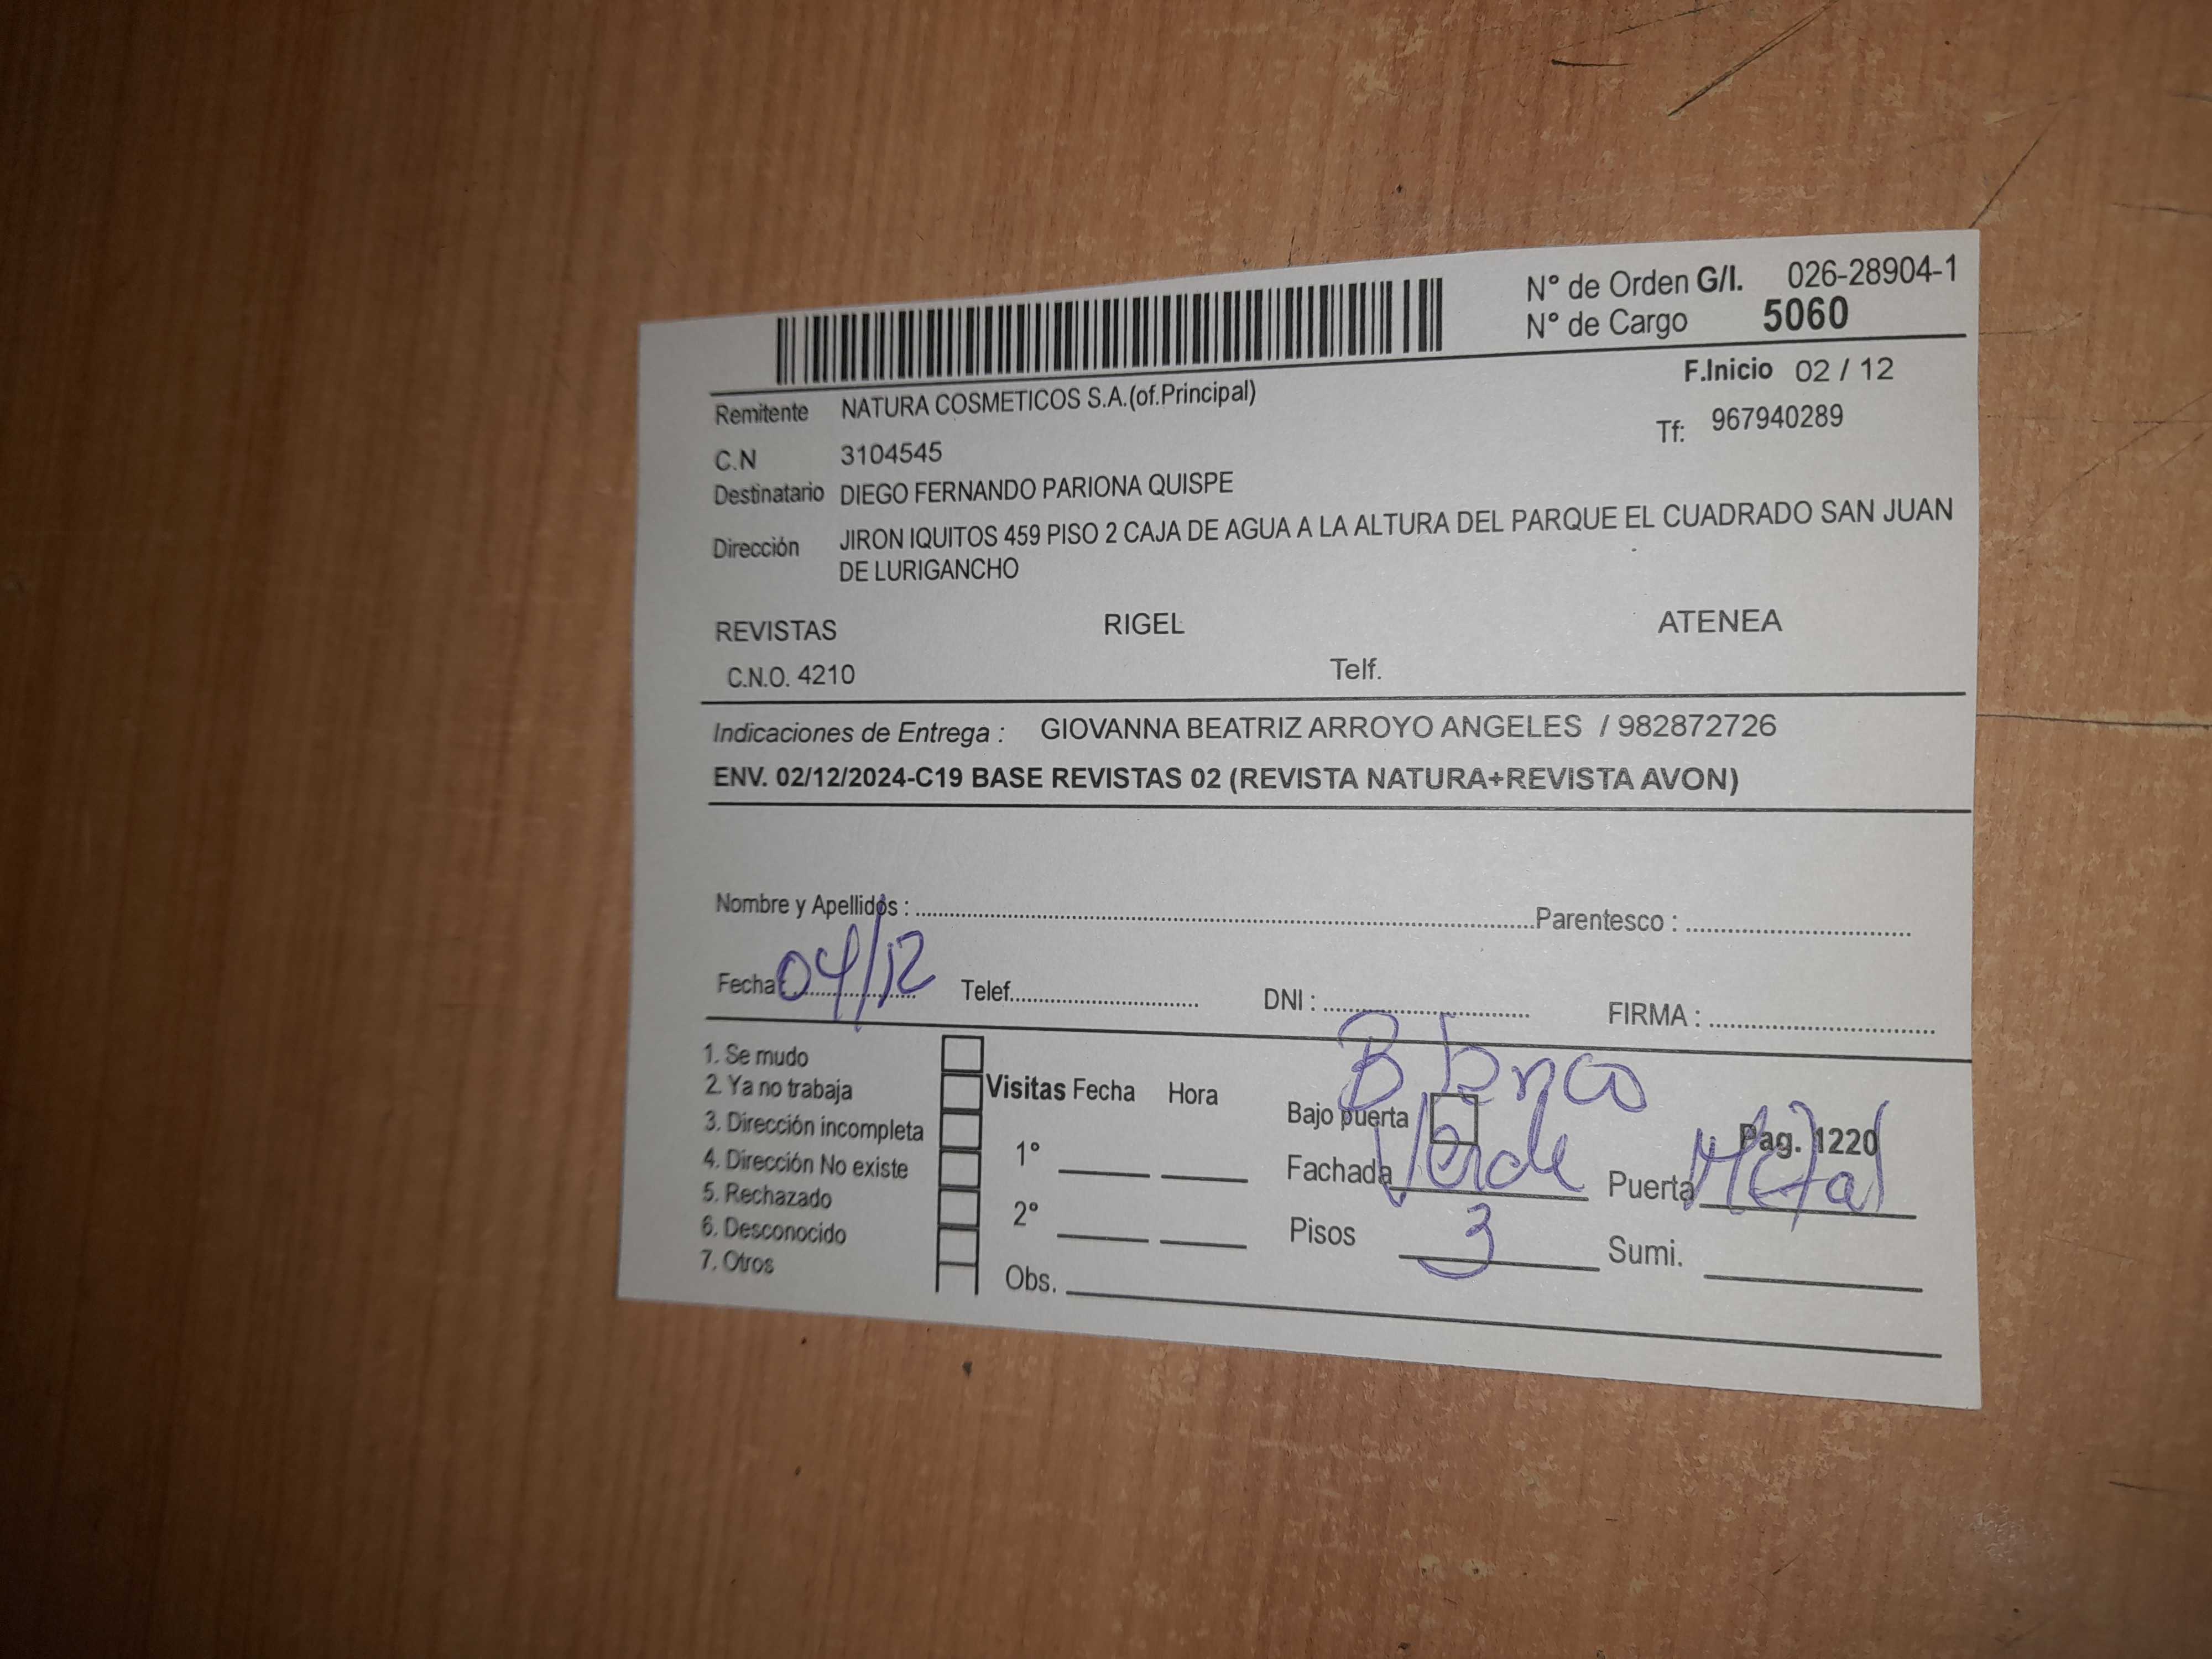 N° de Orden G/I. 026-28904-1
N° de Cargo 5060
F.Inicio 02 / 12
Remitente NATURA COSMETICOS S.A.(of.Principal)
Tf: 967940289
C.N 3104545
Destinatario DIEGO FERNANDO PARIONA QUISPE
Dirección JIRON IQUITOS 459 PISO 2 CAJA DE AGUA A LA ALTURA DEL PARQUE EL CUADRADO SAN JUAN
DE LURIGANCHO
REVISTAS RIGEL ATENEA
C.N.O. 4210 Telf.
Indicaciones de Entrega : GIOVANNA BEATRIZ ARROYO ANGELES / 982872726
ENV. 02/12/2024-C19 BASE REVISTAS 02 (REVISTA NATURA+REVISTA AVON)
Nombre y Apellidos : Parentesco :
Fecha 04/12 Telef. DNI : FIRMA :
1. Se mudo
2. Ya no trabaja
3. Dirección incompleta
4. Dirección No existe
5. Rechazado
6. Desconocido
7. Otros
Visitas Fecha Hora
1°
2°
Obs.
Blanco
Bajo puerta Pag. 1220
Fachada Verde Puerta Metal
Pisos 3 Sumi.